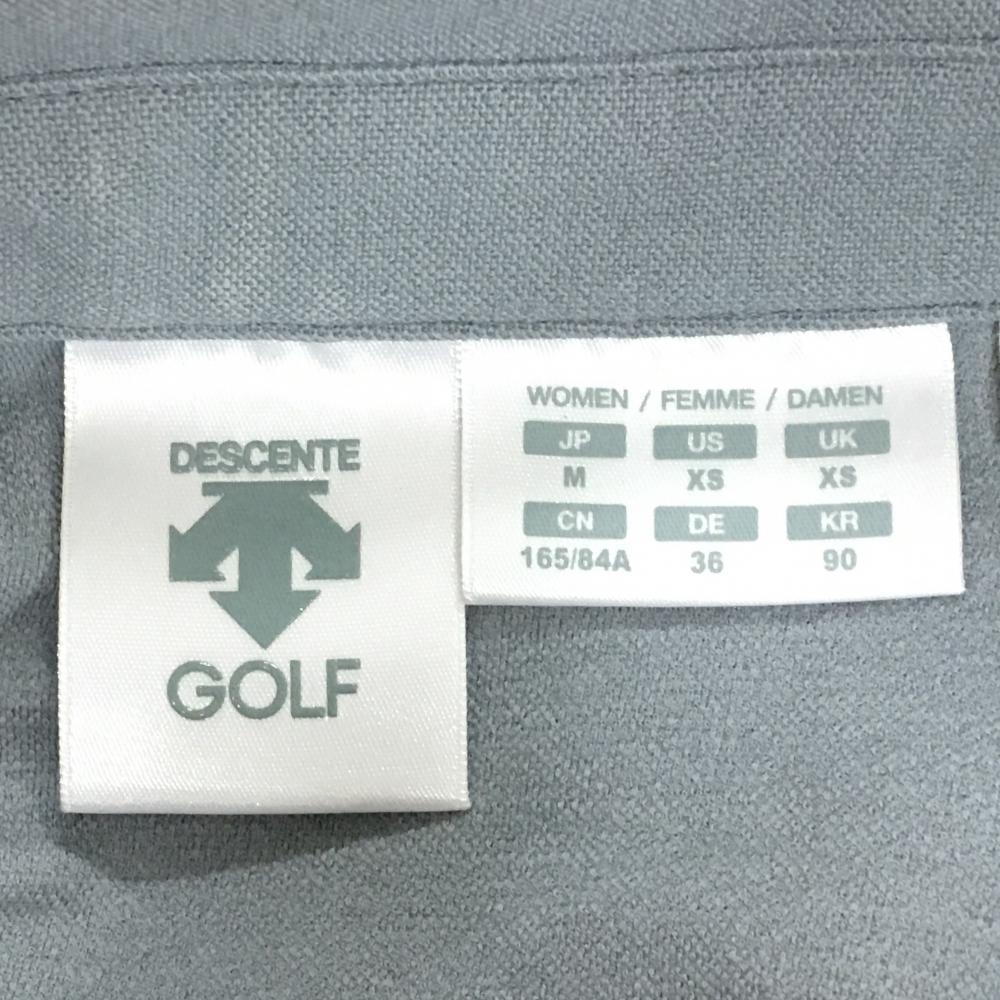 DESCENTE
GOLF
WOMEN / FEMME / DAMEN
JP US UK
M XS XS
CN DE KR
165/84A 36 90